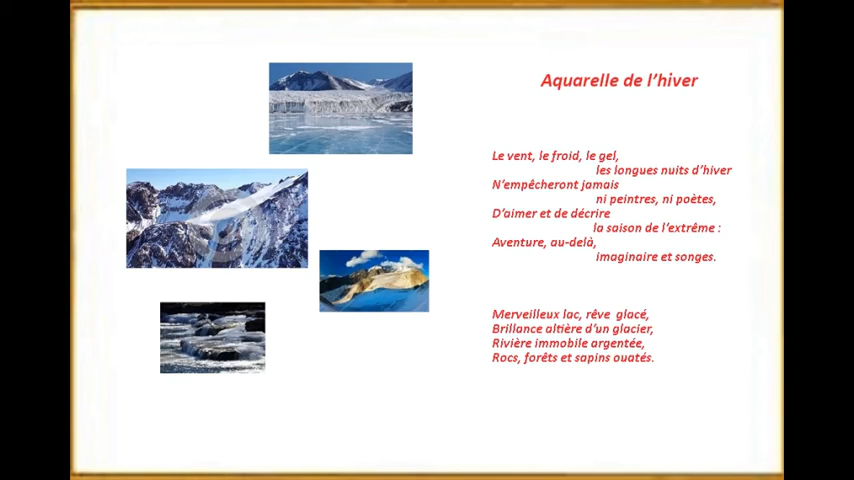 Aquarelle de l’hiver
Le vent, le froid, le gel,
les longues nuits d’hiver
N’empêcheront jamais
ni peintres, ni poètes,
D’aimer et de décrire
la saison de l’extrême :
Aventure, au-delà,
imaginaire et songes.
Merveilleux lac, rêve glacé,
Brillance altière d’un glacier,
Rivière immobile argentée,
Rocs, forêts et sapins ouatés.